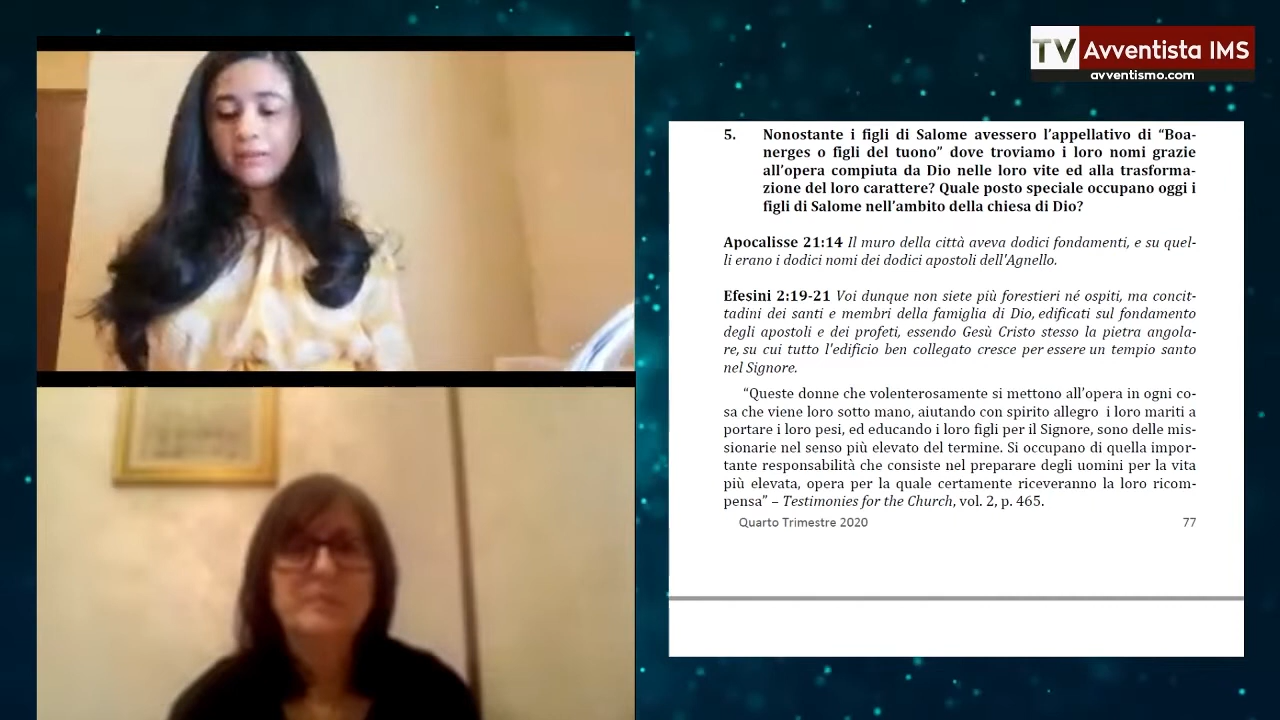 TV Avventista IMS
avventismo.com
5. Nonostante i figli di Salome avessero l'appellativo di "Boa-
nerges o figli del tuono" dove troviamo i loro nomi grazie
all'opera compiuta da Dio nelle loro vite ed alla trasforma-
zione del loro carattere? Quale posto speciale occupano oggi i
figli di Salome nell'ambito della chiesa di Dio?
Apocalisse 21:14 Il muro della città aveva dodici fondamenti, e su quel-
li erano i dodici nomi dei dodici apostoli dell'Agnello.
Efesini 2:19-21 Voi dunque non siete più forestieri né ospiti, ma concit-
tadini dei santi e membri della famiglia di Dio, edificati sul fondamento
degli apostoli e dei profeti, essendo Gesù Cristo stesso la pietra angola-
re, su cui tutto l'edificio ben collegato cresce per essere un tempio santo
nel Signore.
"Queste donne che volenterosamente si mettono all'opera in ogni co-
sa che viene loro sotto mano, aiutando con spirito allegro i loro mariti a
portare i loro pesi, ed educando i loro figli per il Signore, sono delle mis-
sionarie nel senso più elevato del termine. Si occupano di quella impor-
tante responsabilità che consiste nel preparare degli uomini per la vita
più elevata, opera per la quale certamente riceveranno la loro ricom-
pensa" – Testimonies for the Church, vol. 2, p. 465.
Quarto Trimestre 2020 77